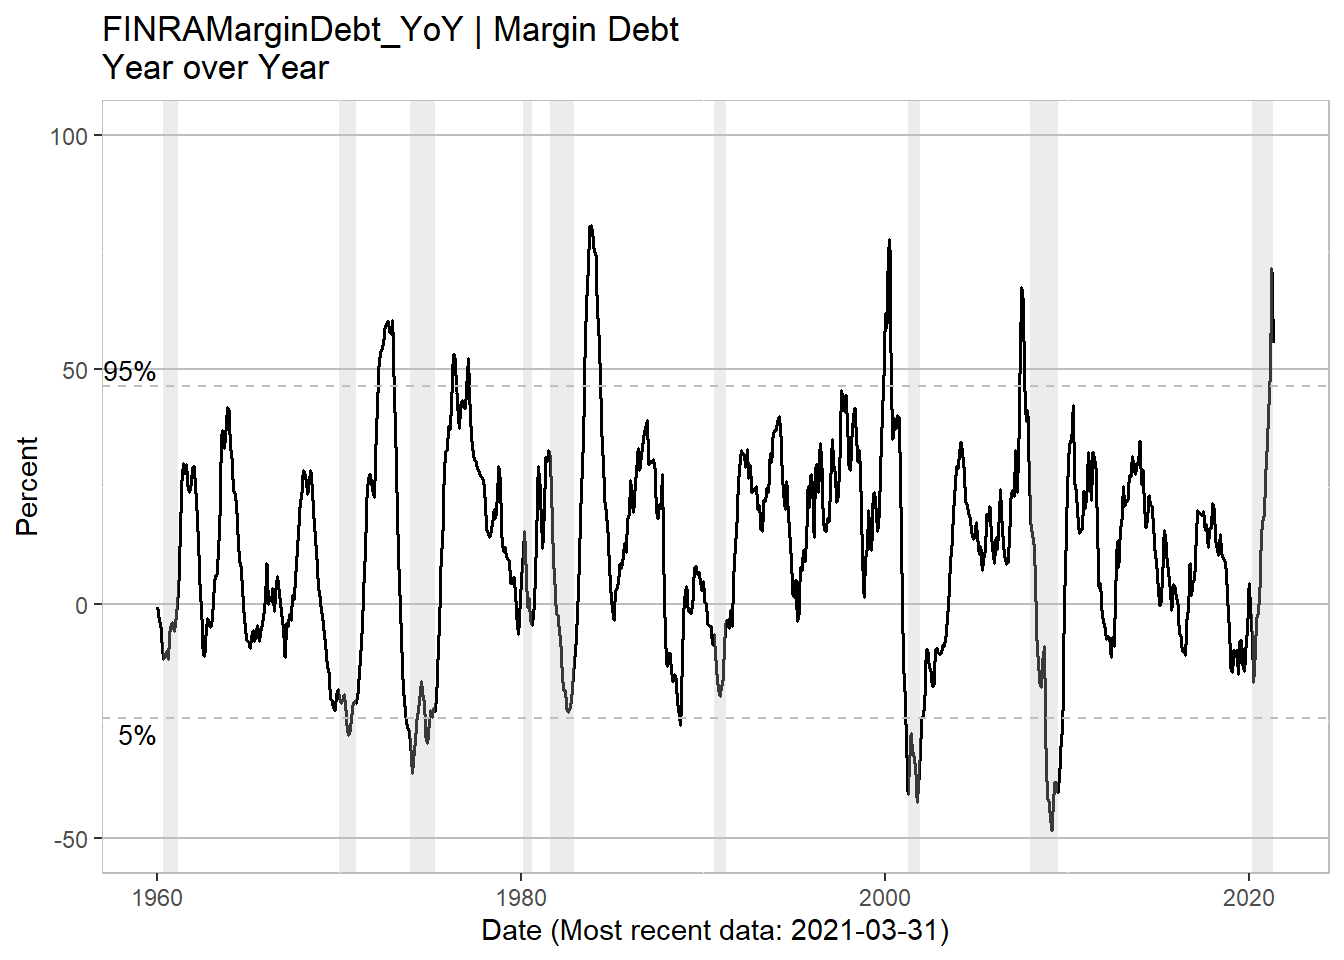 FINRAMarginDebt_YoY | Margin Debt
Year over Year
100
50
0
-50
95%
5%
Percent
1960
1980
2000
2020
Date (Most recent data: 2021-03-31)